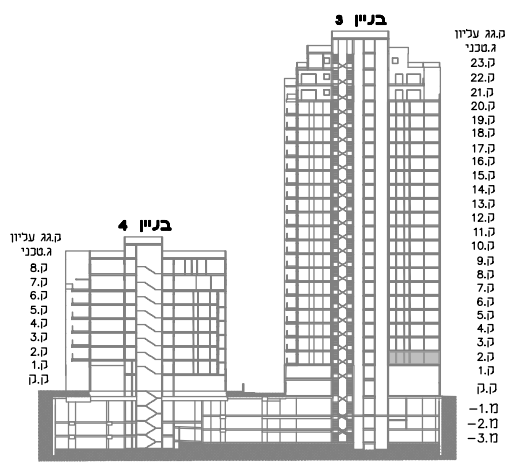 בניין 3
ק.גג עליון
ג.טכני
ק.23
ק.22
ק.21
ק.20
ק.19
ק.18
ק.17
ק.16
ק.15
ק.14
ק.13
ק.12
ק.11
ק.10
ק.9
ק.8
ק.7
ק.6
ק.5
ק.4
ק.3
ק.2
ק.1
ק.ק
מ.1-
מ.2-
מ.3-
בניין 4
ק.גג עליון
ג.טכני
ק.8
ק.7
ק.6
ק.5
ק.4
ק.3
ק.2
ק.1
ק.ק